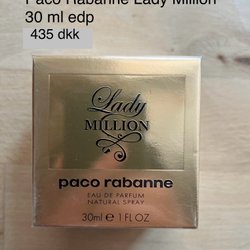 Paco Rabanne Lady Million
30 ml edp
435 dkk
Lady
MILLION
paco rabanne
EAU DE PARFUM
NATURAL SPRAY
30ml e 1 FL OZ